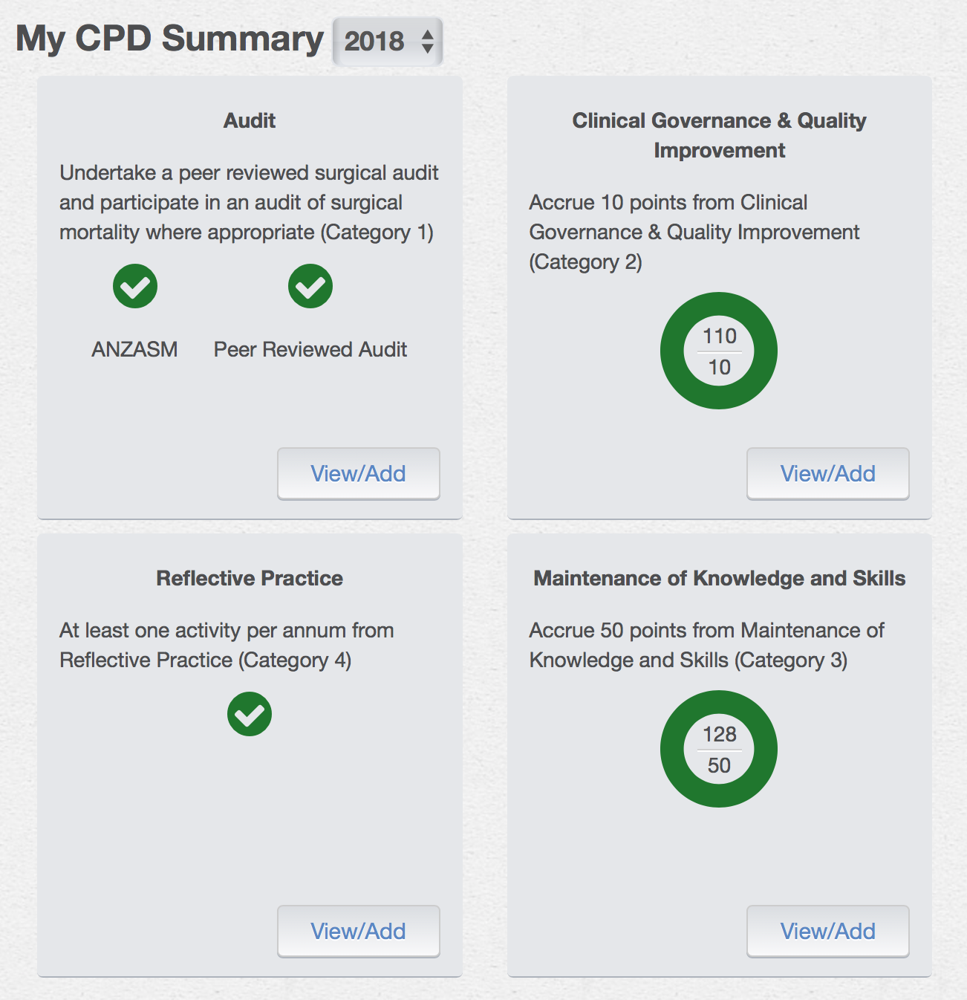 My CPD Summary 2018
Audit
Undertake a peer reviewed surgical audit
and participate in an audit of surgical
mortality where appropriate (Category 1)
ANZASM
Peer Reviewed Audit
View/Add
Clinical Governance & Quality
Improvement
Accrue 10 points from Clinical
Governance & Quality Improvement
(Category 2)
110
10
View/Add
Reflective Practice
At least one activity per annum from
Reflective Practice (Category 4)
View/Add
Maintenance of Knowledge and Skills
Accrue 50 points from Maintenance of
Knowledge and Skills (Category 3)
128
50
View/Add